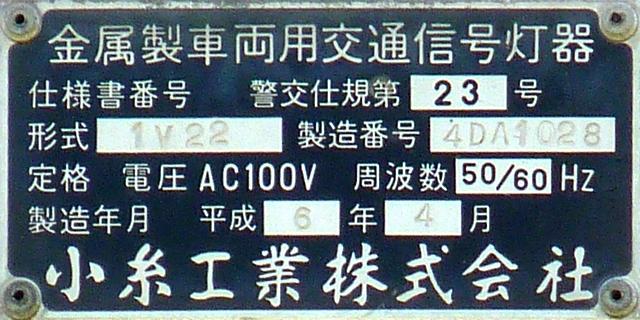 金属製車両用交通信号灯器
仕様書番号 警交仕規第 23 号
形式 1V22 製造番号 4DA1028
定格 電圧 AC100V 周波数 50/60 Hz
製造年月 平成 6 年 4 月
小糸工業株式会社